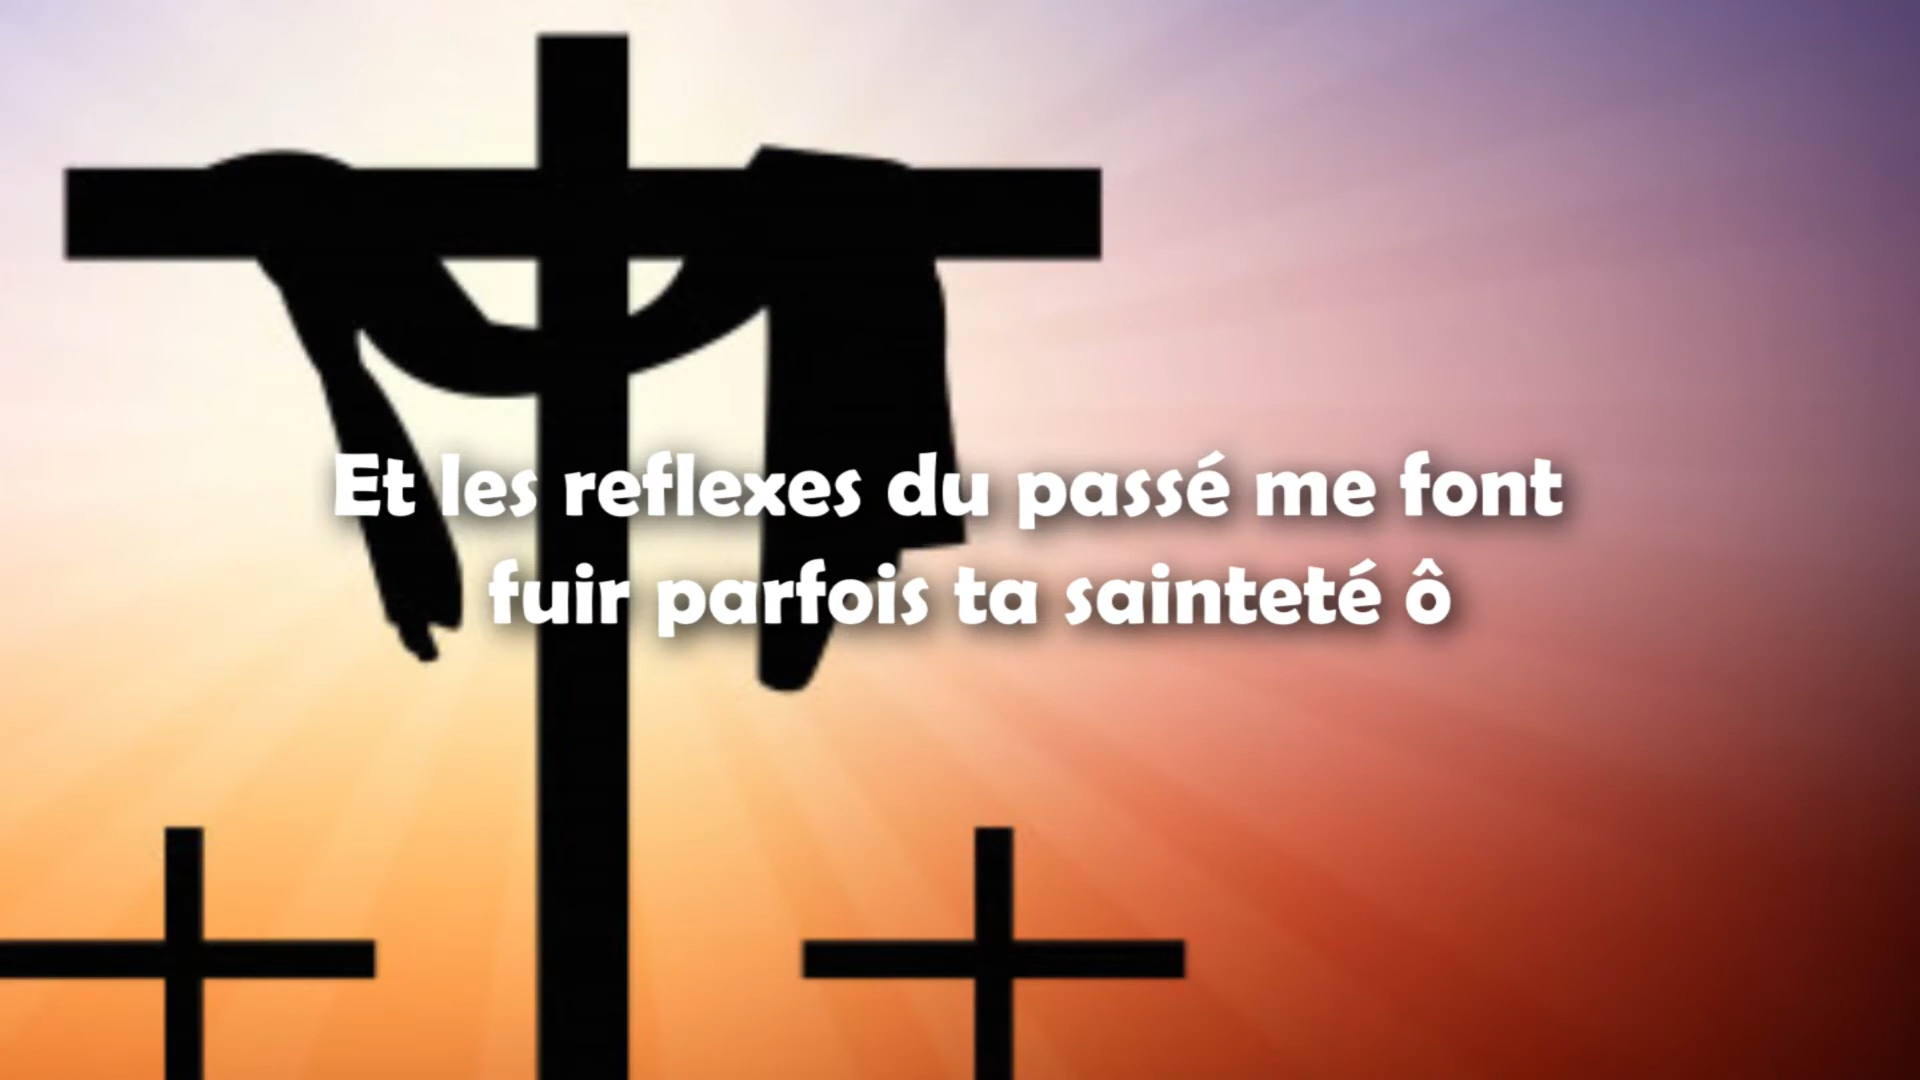 Et les reflexes du passé me font
fuir parfois ta sainteté ô